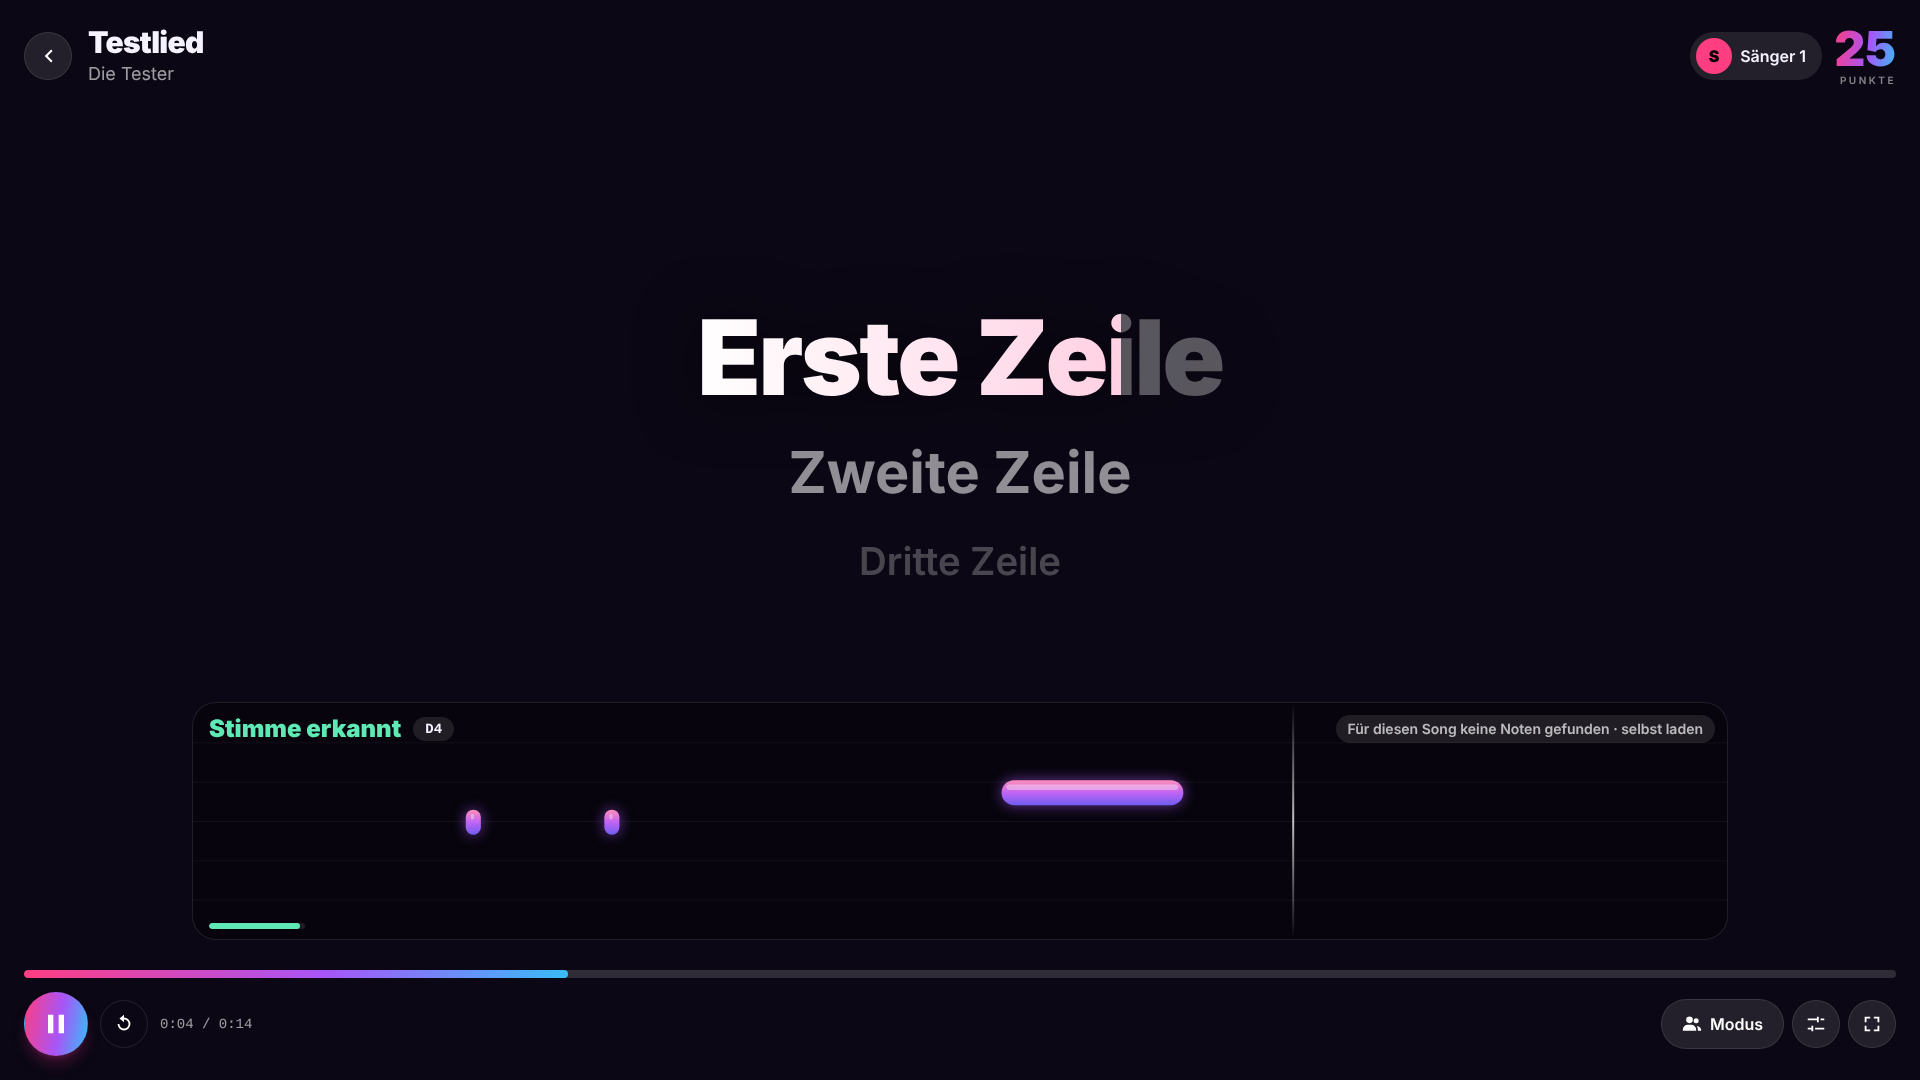 Testlied
Die Tester
S Sänger 1
25
PUNKTE
Erste Zeile
Zweite Zeile
Dritte Zeile
Stimme erkannt D4
Für diesen Song keine Noten gefunden · selbst laden
0:04 / 0:14
Modus